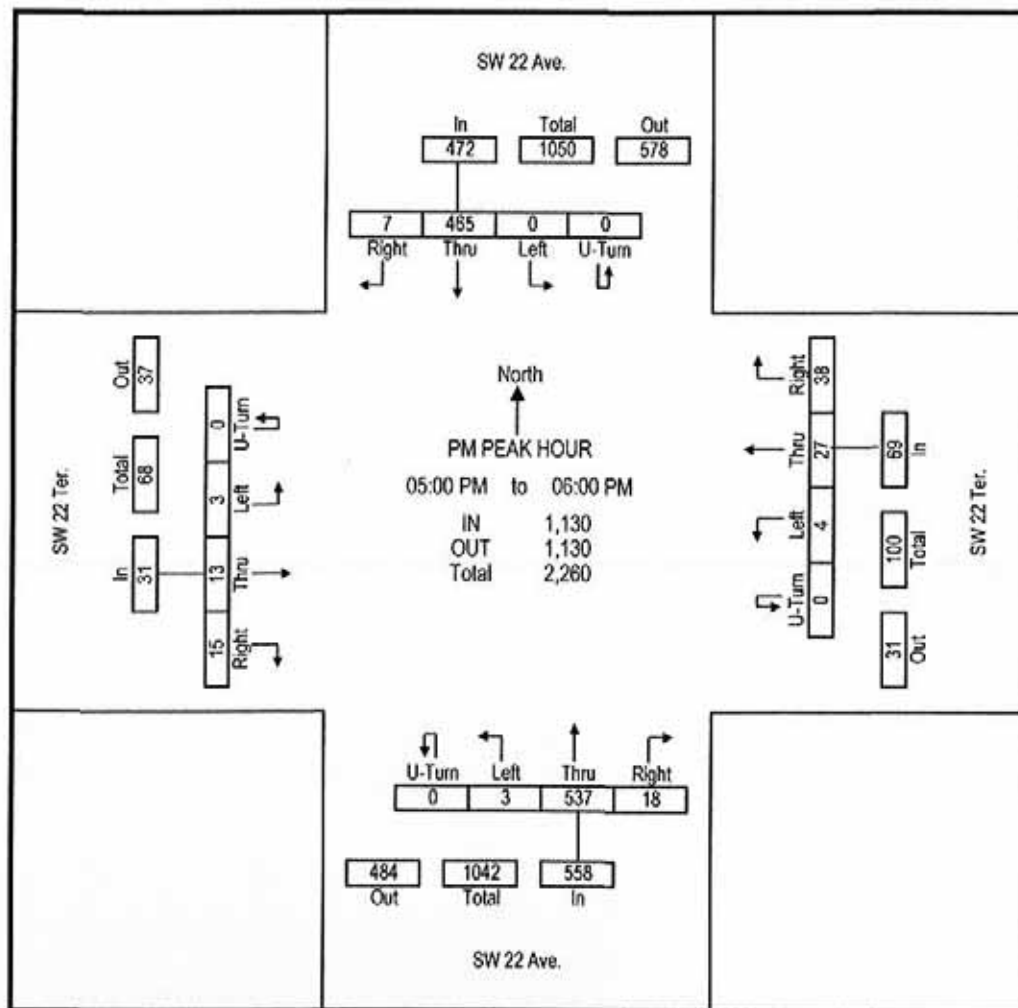 SW 22 Ave.
In Total Out
472 1050 578
7 465 0 0
Right Thru Left U-Turn
SW 22 Ter.
Out Total In
37 68 31
0 3 13 15
U-Turn Left Thru Right
North
PM PEAK HOUR
05:00 PM to 06:00 PM
IN 1,130
OUT 1,130
Total 2,260
Right Thru Left U-Turn
38 27 4 0
69 100 31
In Total Out
SW 22 Ter.
U-Turn Left Thru Right
0 3 537 18
484 1042 558
Out Total In
SW 22 Ave.